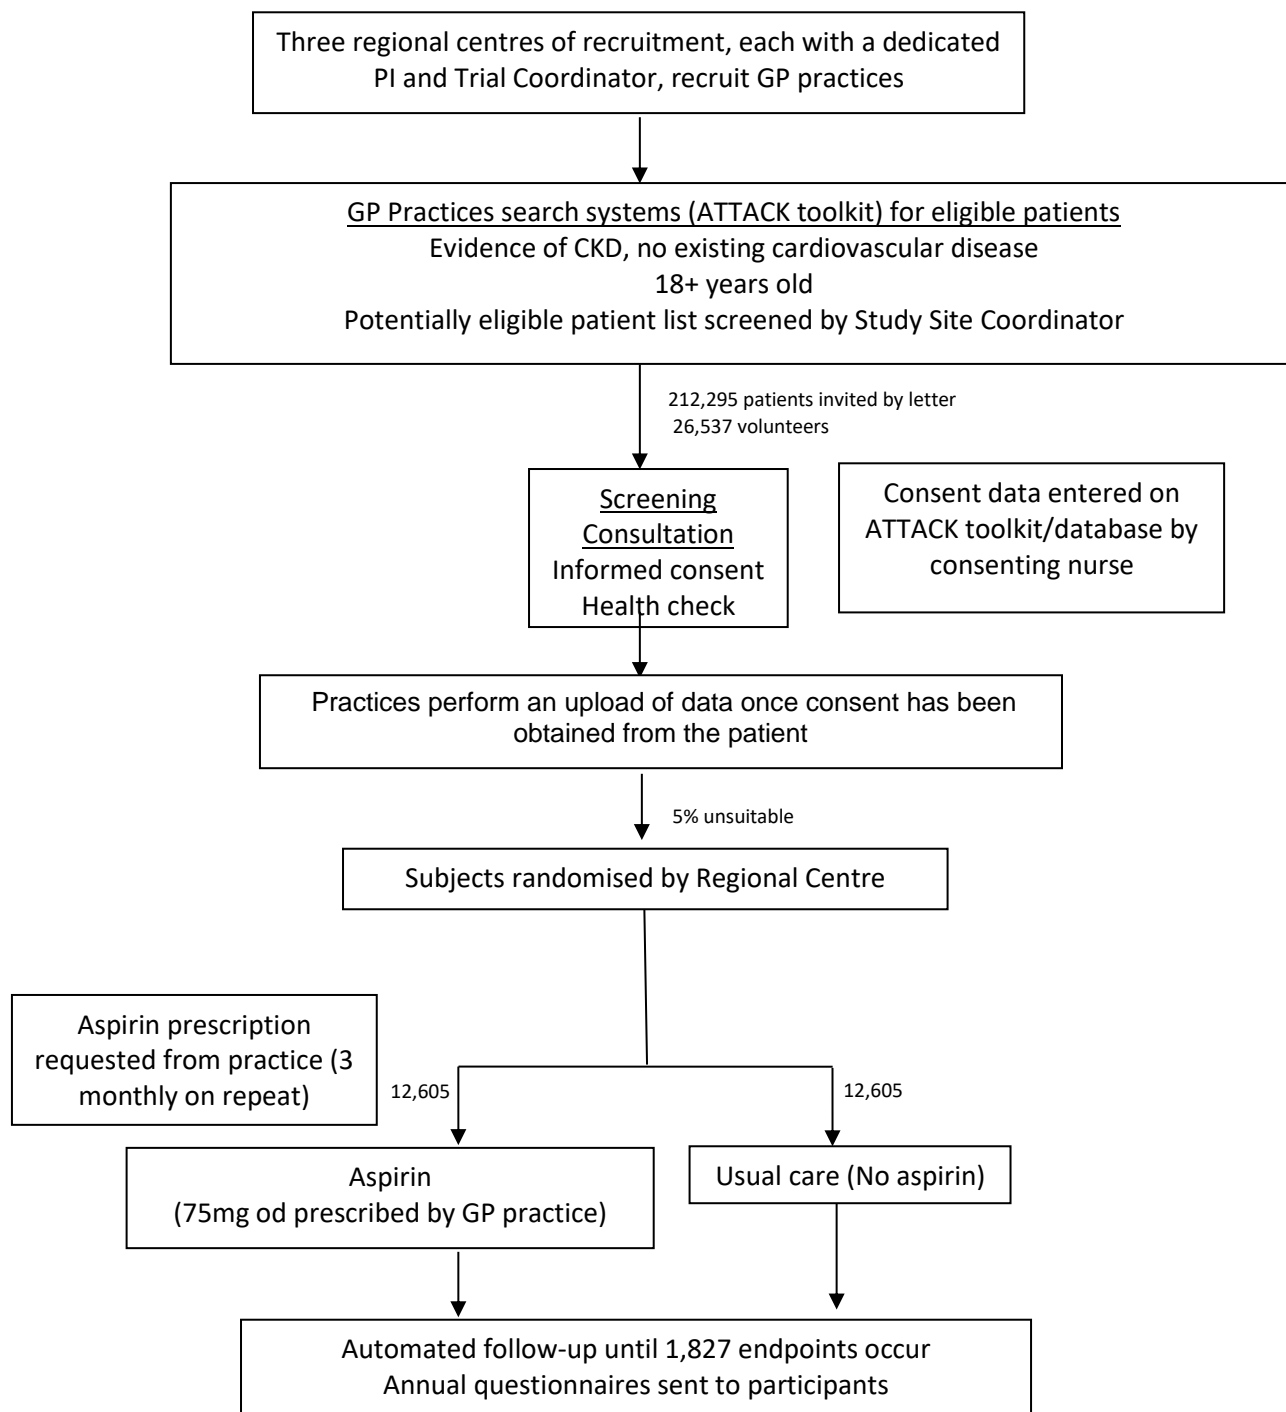 Three regional centres of recruitment, each with a dedicated
PI and Trial Coordinator, recruit GP practices
GP Practices search systems (ATTACK toolkit) for eligible patients
Evidence of CKD, no existing cardiovascular disease
18+ years old
Potentially eligible patient list screened by Study Site Coordinator
212,295 patients invited by letter
26,537 volunteers
Screening
Consultation
Informed consent
Health check
Consent data entered on
ATTACK toolkit/database by
consenting nurse
Practices perform an upload of data once consent has been
obtained from the patient
5% unsuitable
Subjects randomised by Regional Centre
Aspirin prescription
requested from practice (3
monthly on repeat)
12,605
12,605
Aspirin
(75mg od prescribed by GP practice)
Usual care (No aspirin)
Automated follow-up until 1,827 endpoints occur
Annual questionnaires sent to participants